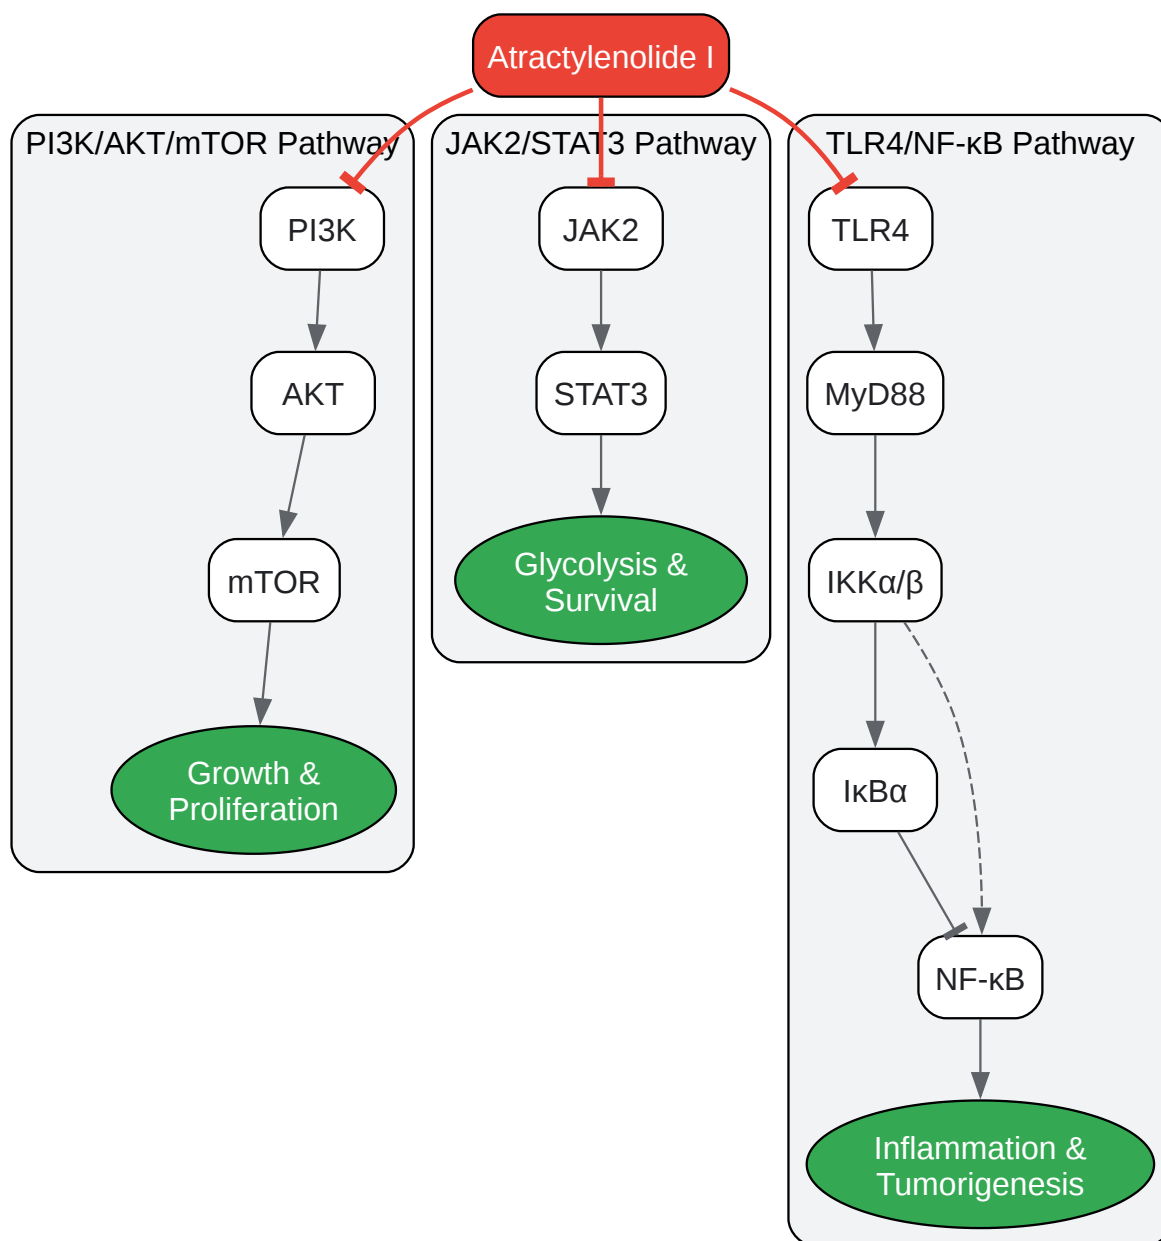 Atractylenolide I
PI3K/AKT/mTOR Pathway
PI3K
AKT
mTOR
Growth &
Proliferation
JAK2/STAT3 Pathway
JAK2
STAT3
Glycolysis &
Survival
TLR4/NF-κB Pathway
TLR4
MyD88
IKKα/β
IκBα
NF-κB
Inflammation &
Tumorigenesis